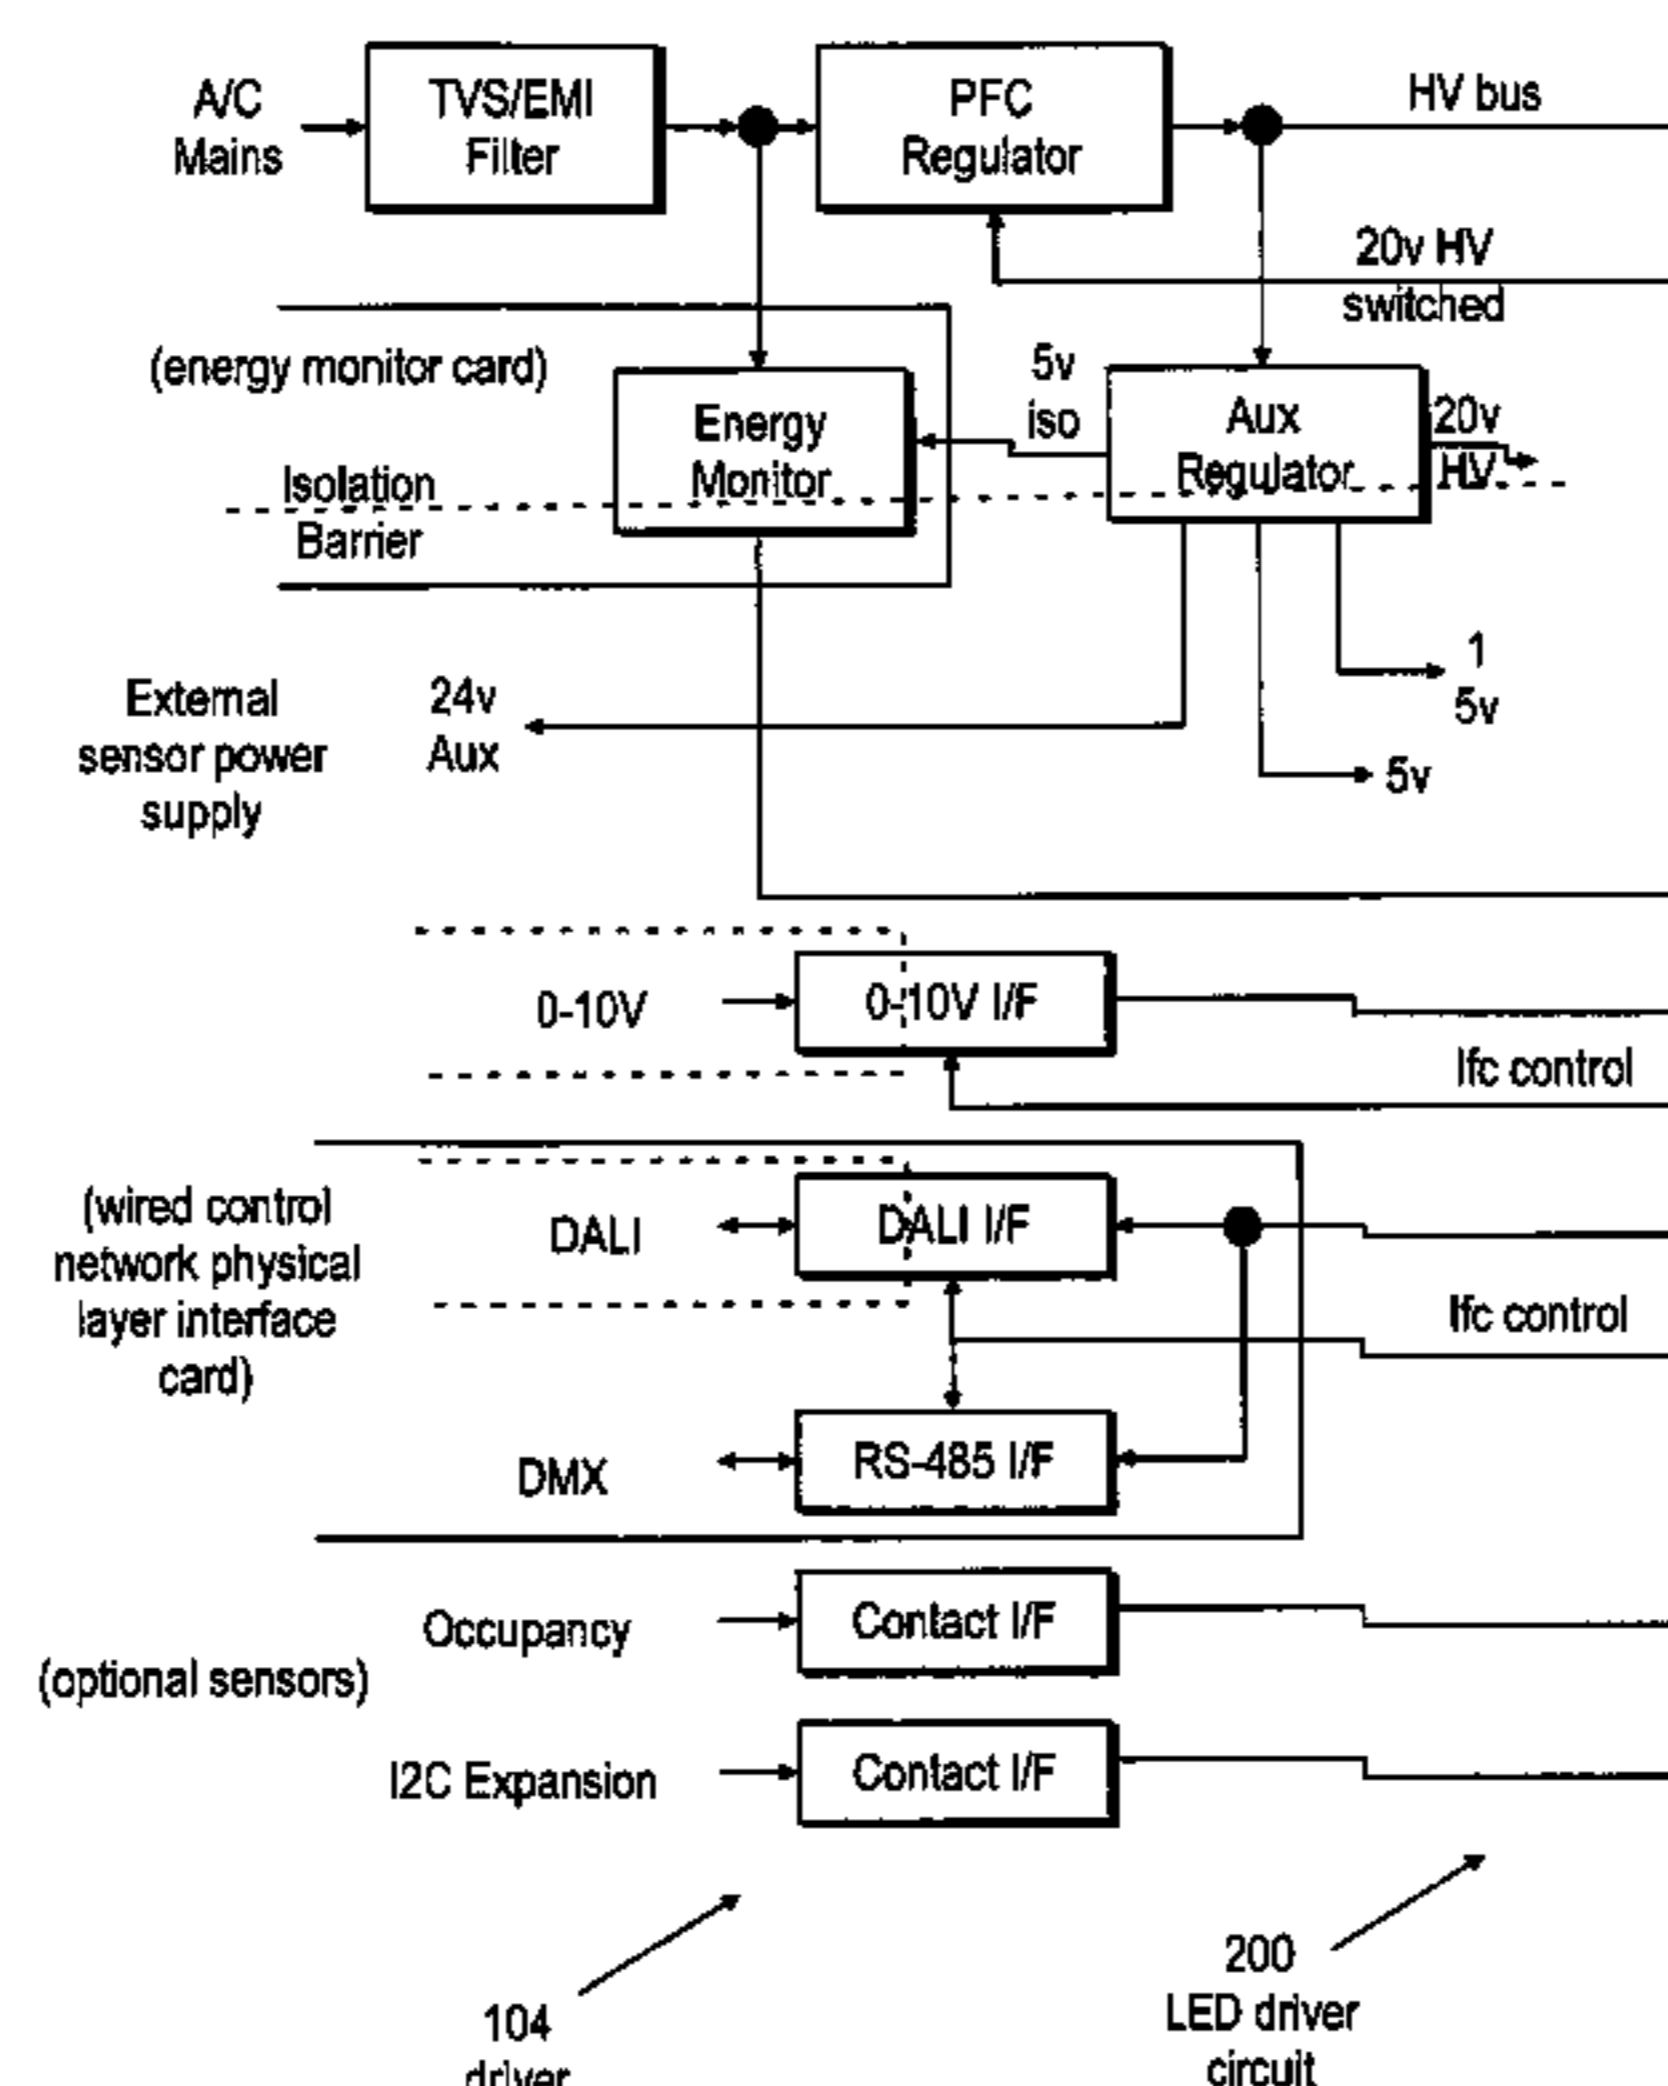 A/C
Mains
TVS/EMI
Filter
PFC
Regulator
HV bus
20v HV
switched
(energy monitor card)
Energy
Monitor
5v
iso
Aux
Regulator
20v
HV
Isolation
Barrier
External
sensor power
supply
24v
Aux
1
5v
5v
0-10V
0-10V I/F
Ifc control
(wired control
network physical
layer interface
card)
DALI
DALI I/F
Ifc control
DMX
RS-485 I/F
Occupancy
Contact I/F
(optional sensors)
I2C Expansion
Contact I/F
104
driver
200
LED driver
circuit